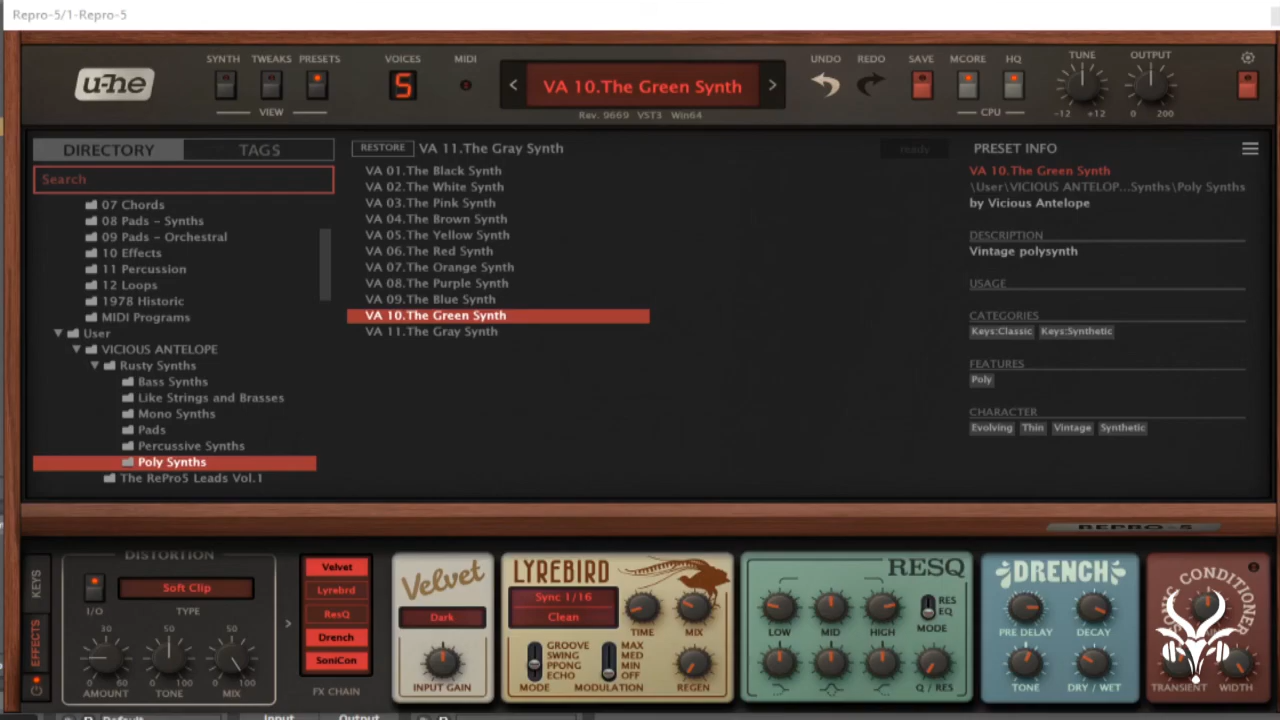 Repro-5/1-Repro-5
SYNTH TWEAKS PRESETS VOICES MIDI UNDO REDO SAVE MCORE HQ TUNE OUTPUT
u-he
5
< VA 10.The Green Synth >
VIEW
CPU
-12 +12 0 200
Rev. 9669 VST3 Win64
DIRECTORY TAGS
Search
07 Chords
08 Pads - Synths
09 Pads - Orchestral
10 Effects
11 Percussion
12 Loops
1978 Historic
MIDI Programs
User
VICIOUS ANTELOPE
Rusty Synths
Bass Synths
Like Strings and Brasses
Mono Synths
Pads
Percussive Synths
Poly Synths
The RePro5 Leads Vol.1
RESTORE VA 11.The Gray Synth ready
VA 01.The Black Synth
VA 02.The White Synth
VA 03.The Pink Synth
VA 04.The Brown Synth
VA 05.The Yellow Synth
VA 06.The Red Synth
VA 07.The Orange Synth
VA 08.The Purple Synth
VA 09.The Blue Synth
VA 10.The Green Synth
VA 11.The Gray Synth
PRESET INFO
VA 10.The Green Synth
\User\VICIOUS ANTELOP...Synths\Poly Synths
by Vicious Antelope
DESCRIPTION
Vintage polysynth
USAGE
CATEGORIES
Keys:Classic Keys:Synthetic
FEATURES
Poly
CHARACTER
Evolving Thin Vintage Synthetic
REPRO-5
KEYS
EFFECTS
DISTORTION
I/O
Soft Clip
TYPE
30 50 50
0 100 0 100
AMOUNT TONE MIX
Velvet
Lyrebrd
ResQ
Drench
SoniCon
FX CHAIN
Velvet
Dark
INPUT GAIN
LYREBIRD
Sync 1/16
Clean
TIME MIX
GROOVE
SWING
PPONG
ECHO
MODE
MAX
MED
MIN
OFF
MODULATION
REGEN
RESQ
LOW MID HIGH
RES
EQ
MODE
Q / RES
DRENCH
PRE DELAY DECAY
TONE DRY / WET
CONDITIONER
TRANSIENT WIDTH
Default Input Output